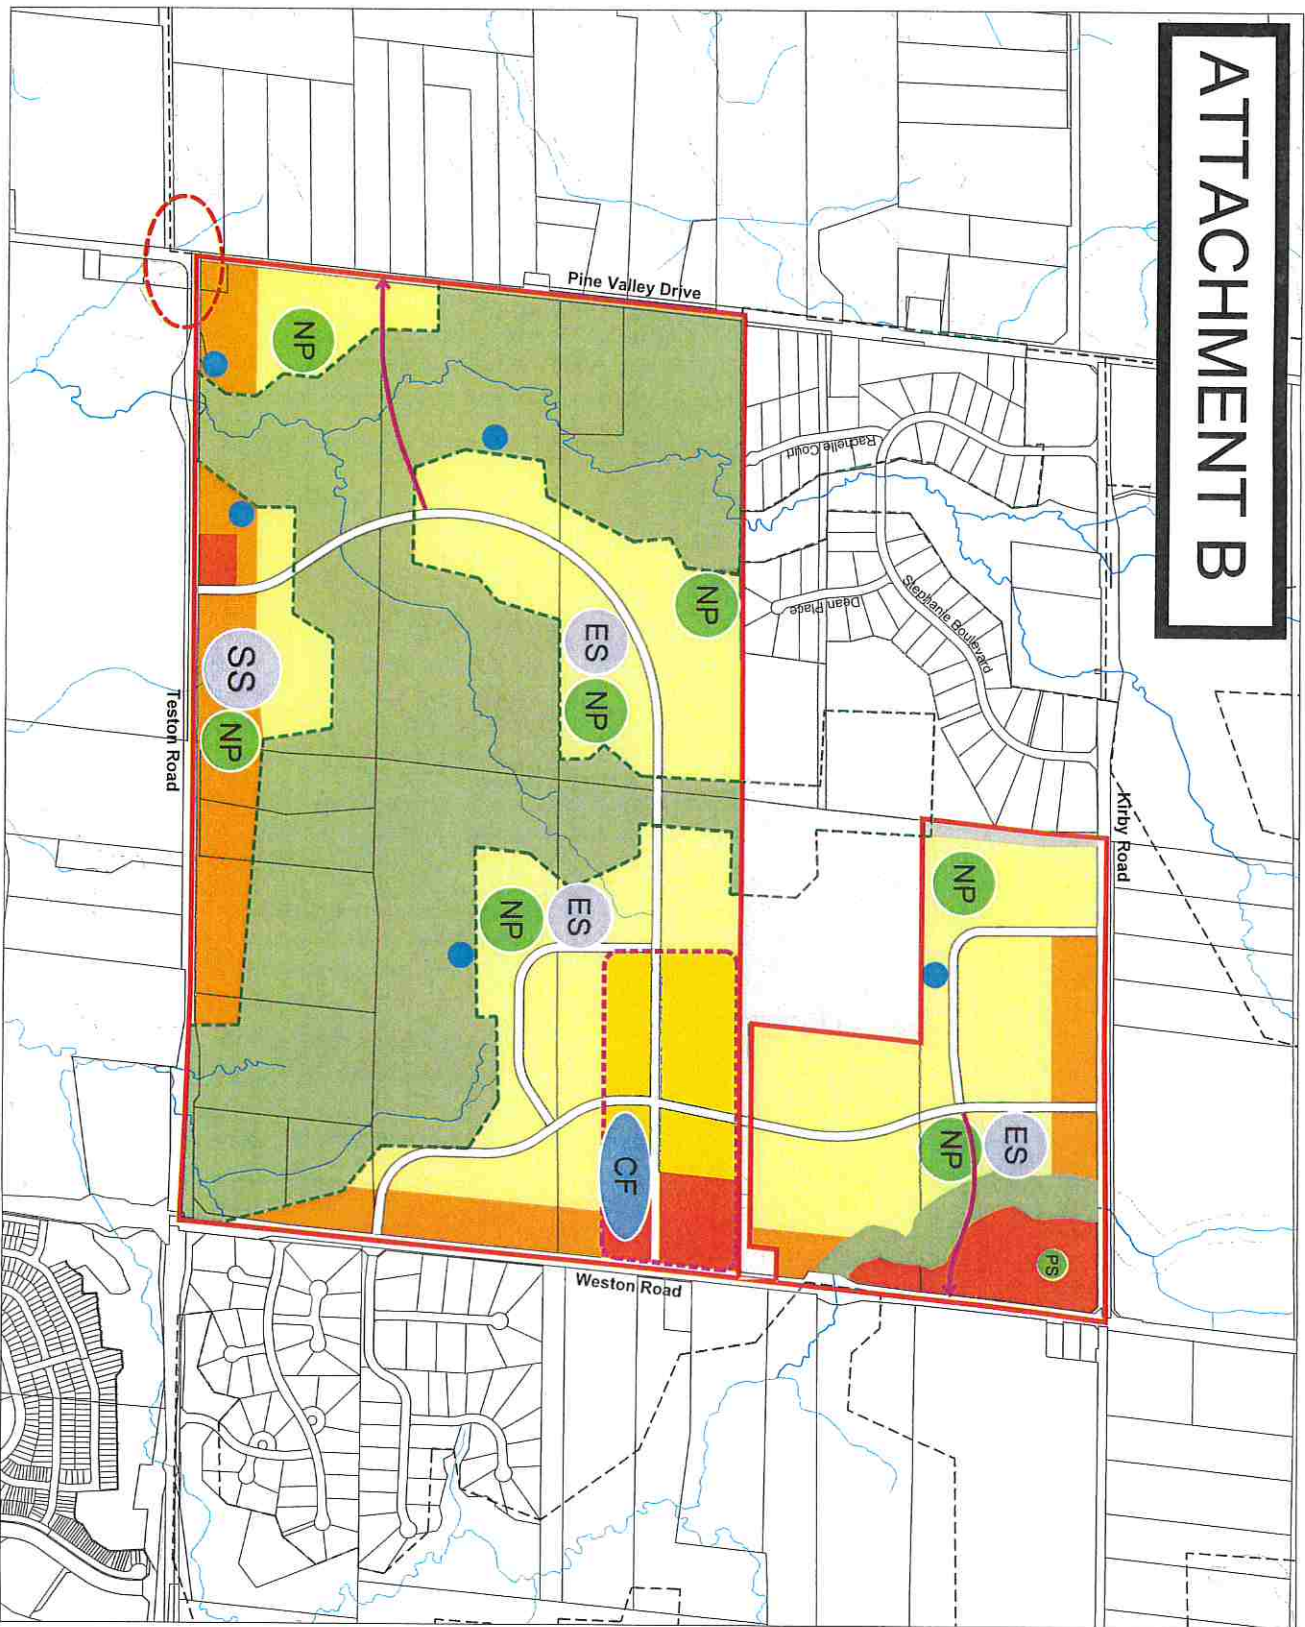 ATTACHMENT B
Kirby Road
Pine Valley Drive
Rachelle Court
Stephanie Boulevard
Dean Place
NP
NP
NP
ES
NP
SS
NP
Teston Road
NP
ES
NP
ES
NP
PS
CF
Weston Road